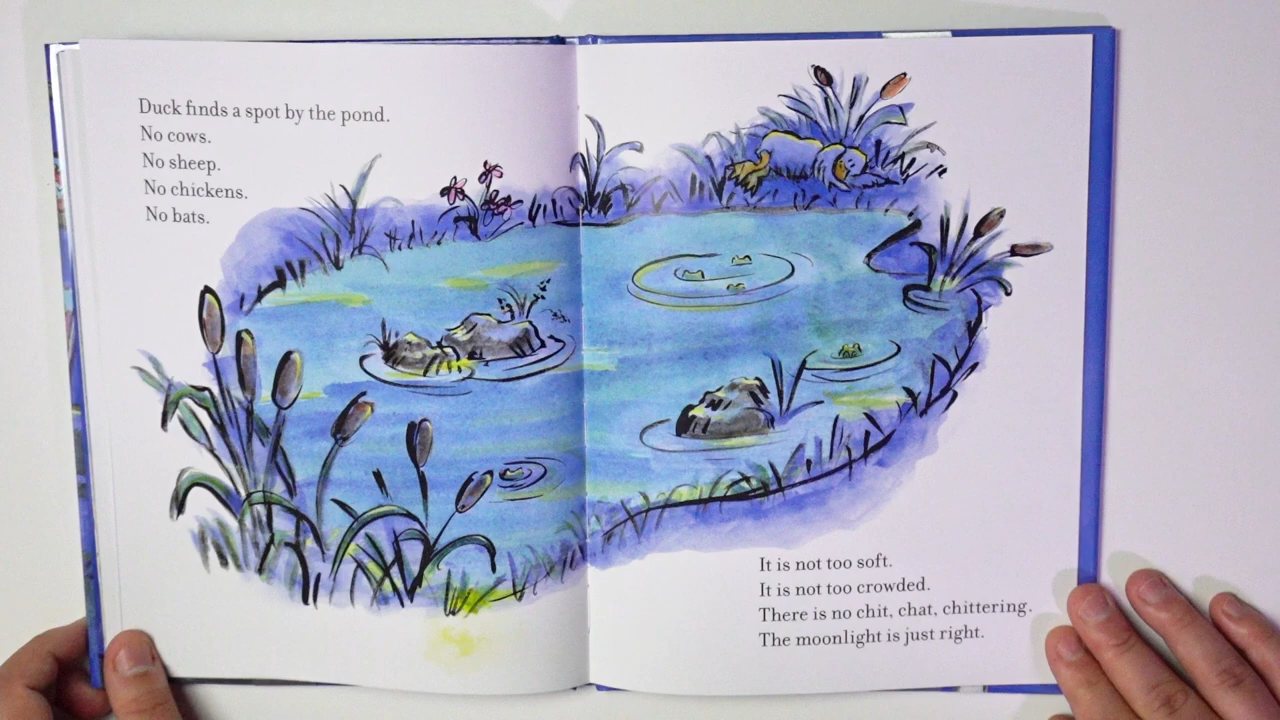 Duck finds a spot by the pond.
No cows.
No sheep.
No chickens.
No bats.
It is not too soft.
It is not too crowded.
There is no chit, chat, chittering.
The moonlight is just right.